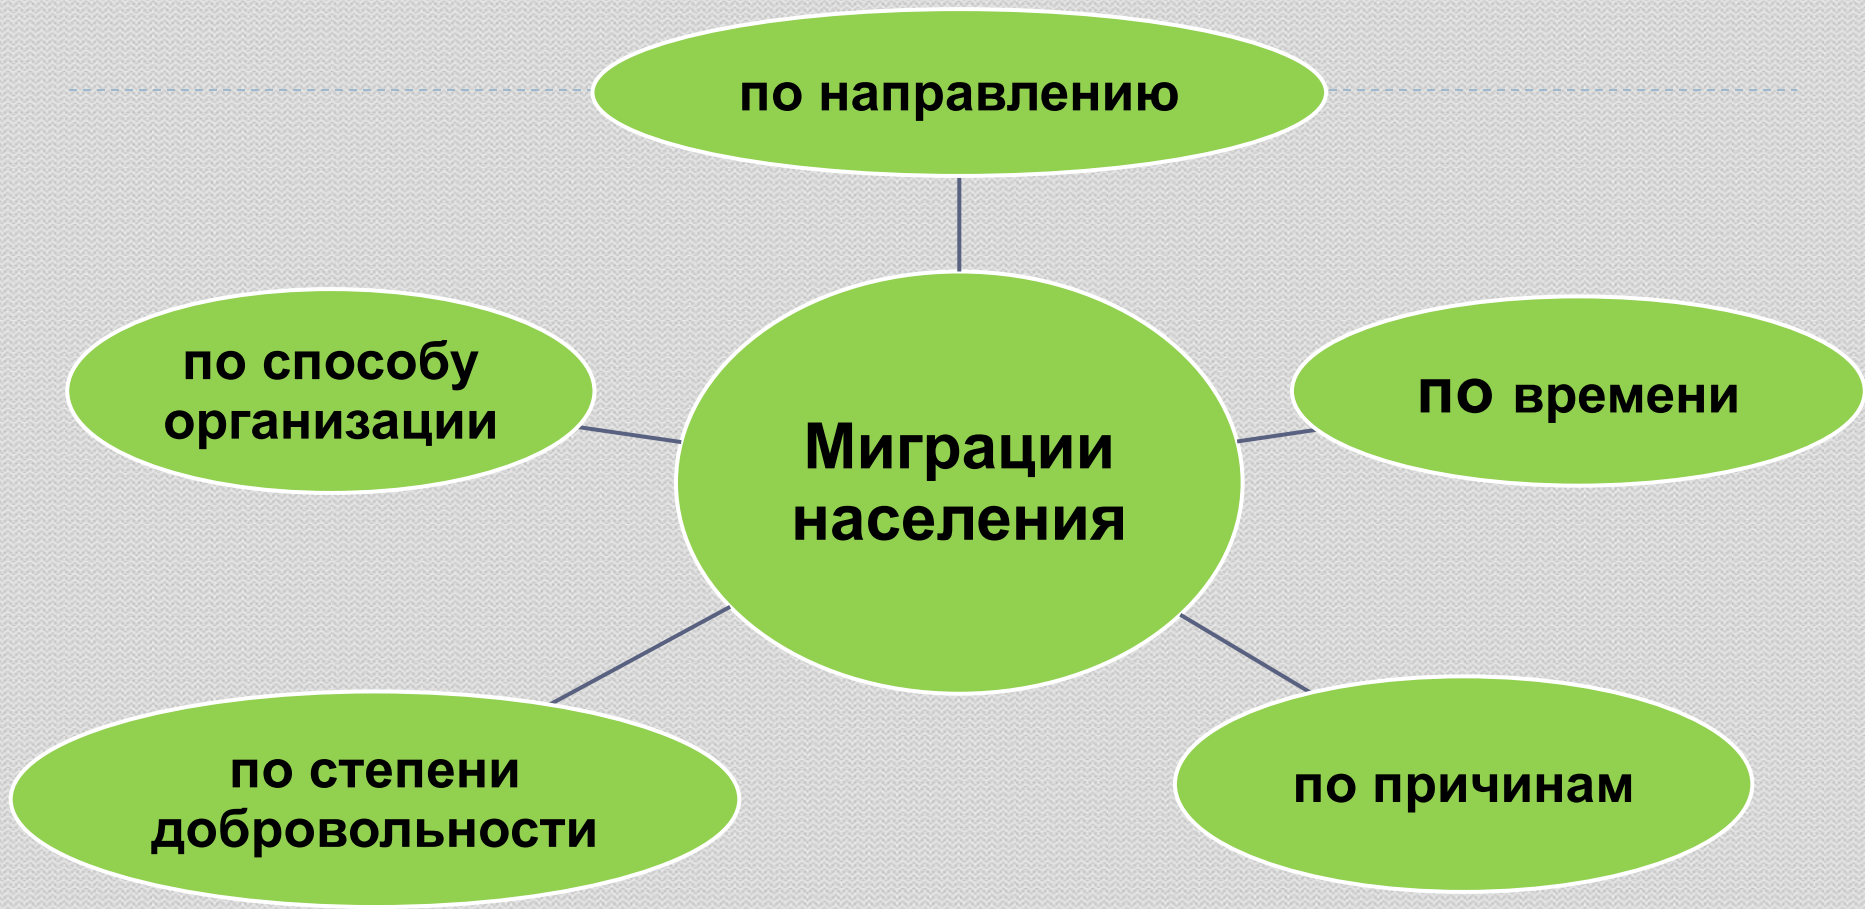 по направлению
по способу
организации
по времени
Миграции
населения
по степени
добровольности
по причинам